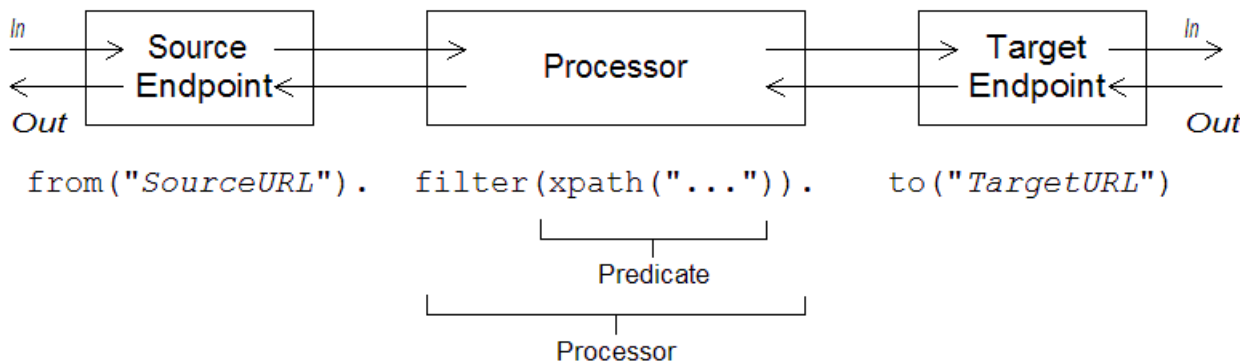 In
Source
Endpoint
Processor
Target
Endpoint
In
Out
Out
from("SourceURL"). filter(xpath("...")). to("TargetURL")
Predicate
Processor